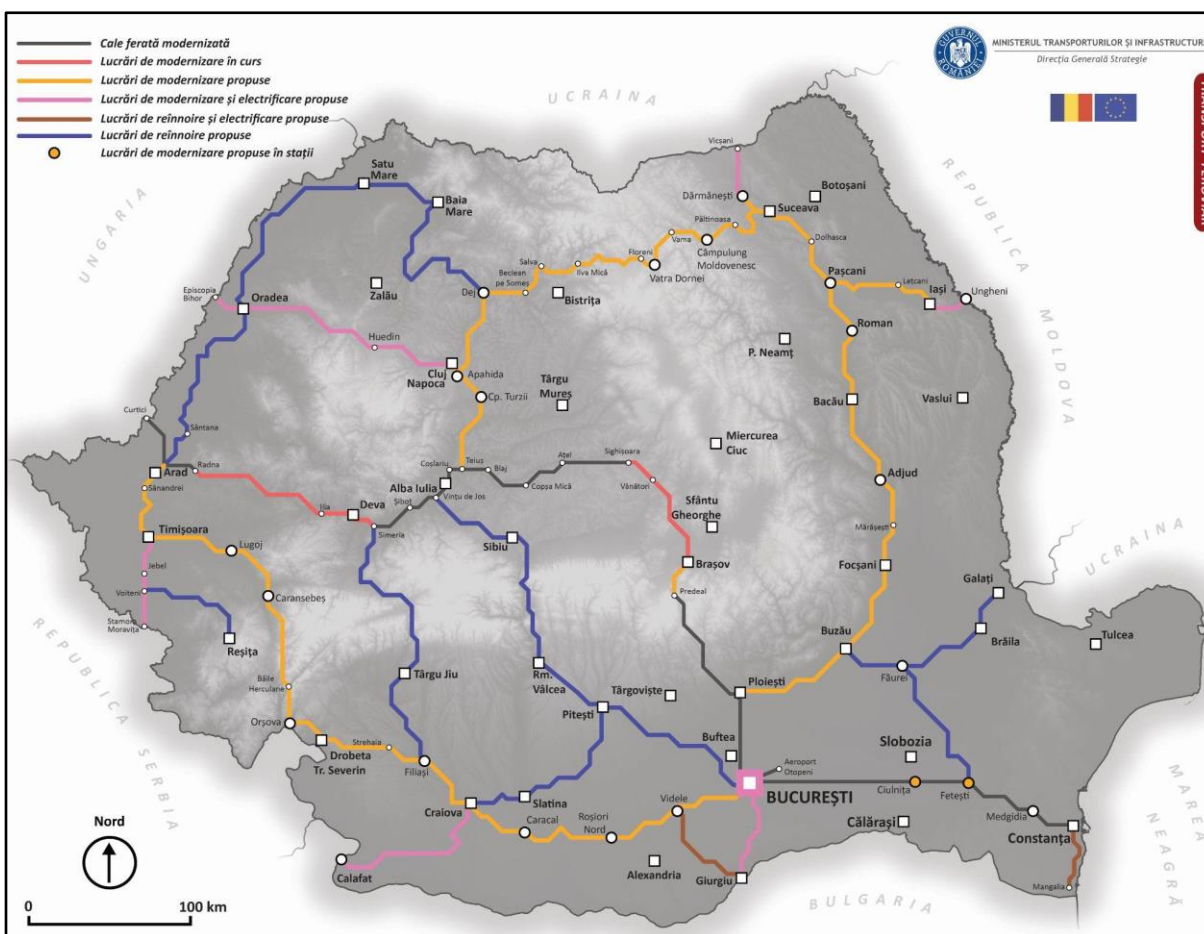 Cale ferată modernizată
Lucrări de modernizare în curs
Lucrări de modernizare propuse
Lucrări de modernizare și electrificare propuse
Lucrări de reînnoire și electrificare propuse
Lucrări de reînnoire propuse
Lucrări de modernizare propuse în stații
GUVERNUL ROMÂNIEI
MINISTERUL TRANSPORTURILOR ȘI INFRASTRUCTURII
Direcția Generală Strategie
UCRAINA
UNGARIA
REPUBLICA
MOLDOVA
Vicșani
Satu
Mare
Baia
Mare
Dărmănești
Botoșani
Suceava
Păltinoasa
Vama
Câmpulung
Moldovenesc
Dolhasca
Floreni
Vatra Dornei
Salva
Ilva Mică
Beclean
pe Someș
Dej
Bistrița
Zalău
Pașcani
Lețcani
Iași
Ungheni
Episcopia
Bihor
Oradea
Huedin
Cluj
Napoca
Apahida
Roman
P. Neamț
Cp. Turzii
Târgu
Mureș
Bacău
Vaslui
Curtici
Sântana
Miercurea
Ciuc
Arad
Radna
Sânandrei
Coșlariu
Teius
Blaj
Ațel
Sighișoara
Copșa Mică
Vânători
Adjud
Alba Iulia
Vințu de Jos
Șibot
Ilia
Deva
Simeria
Sfântu
Gheorghe
Mărășești
Timișoara
Lugoj
Sibiu
Brașov
Predeal
Focșani
UCRAINA
Jebel
Voiteni
Stamora
Moravița
Caransebeș
Reșița
Galați
Brăila
Tulcea
Buzău
Făurei
Băile
Herculane
Târgu Jiu
Rm.
Vâlcea
Târgoviște
Ploiești
Pitești
Orșova
Strehaia
Drobeta
Tr. Severin
Filiași
Buftea
Aeroport
Otopeni
Slobozia
Ciulnița
Fetești
REPUBLICA SERBIA
BUCUREȘTI
Craiova
Slatina
Caracal
Roșiori
Nord
Videle
Călărași
Medgidia
Constanța
MAREA
NEAGRĂ
Calafat
Alexandria
Giurgiu
Mangalia
BULGARIA
Nord
0
100 km